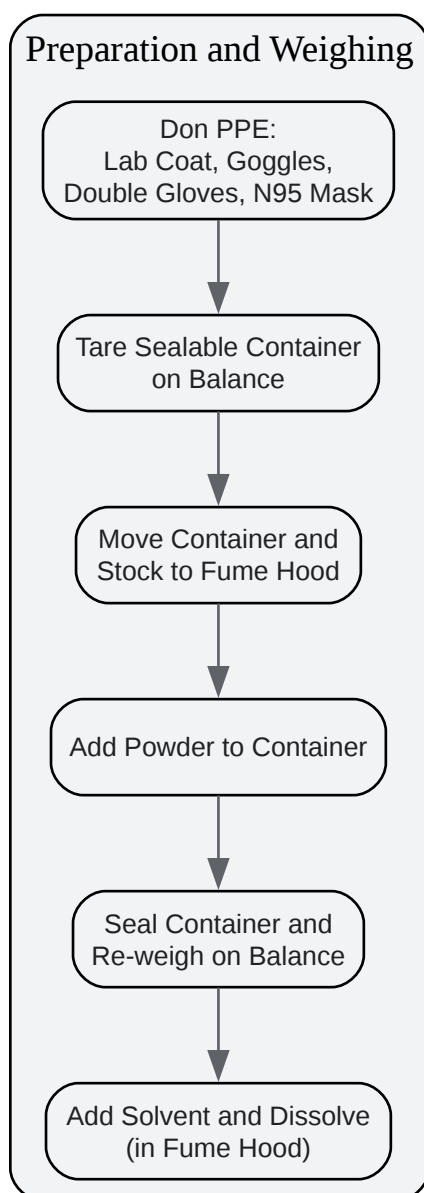 Preparation and Weighing
Don PPE:
Lab Coat, Goggles,
Double Gloves, N95 Mask
Tare Sealable Container
on Balance
Move Container and
Stock to Fume Hood
Add Powder to Container
Seal Container and
Re-weigh on Balance
Add Solvent and Dissolve
(in Fume Hood)